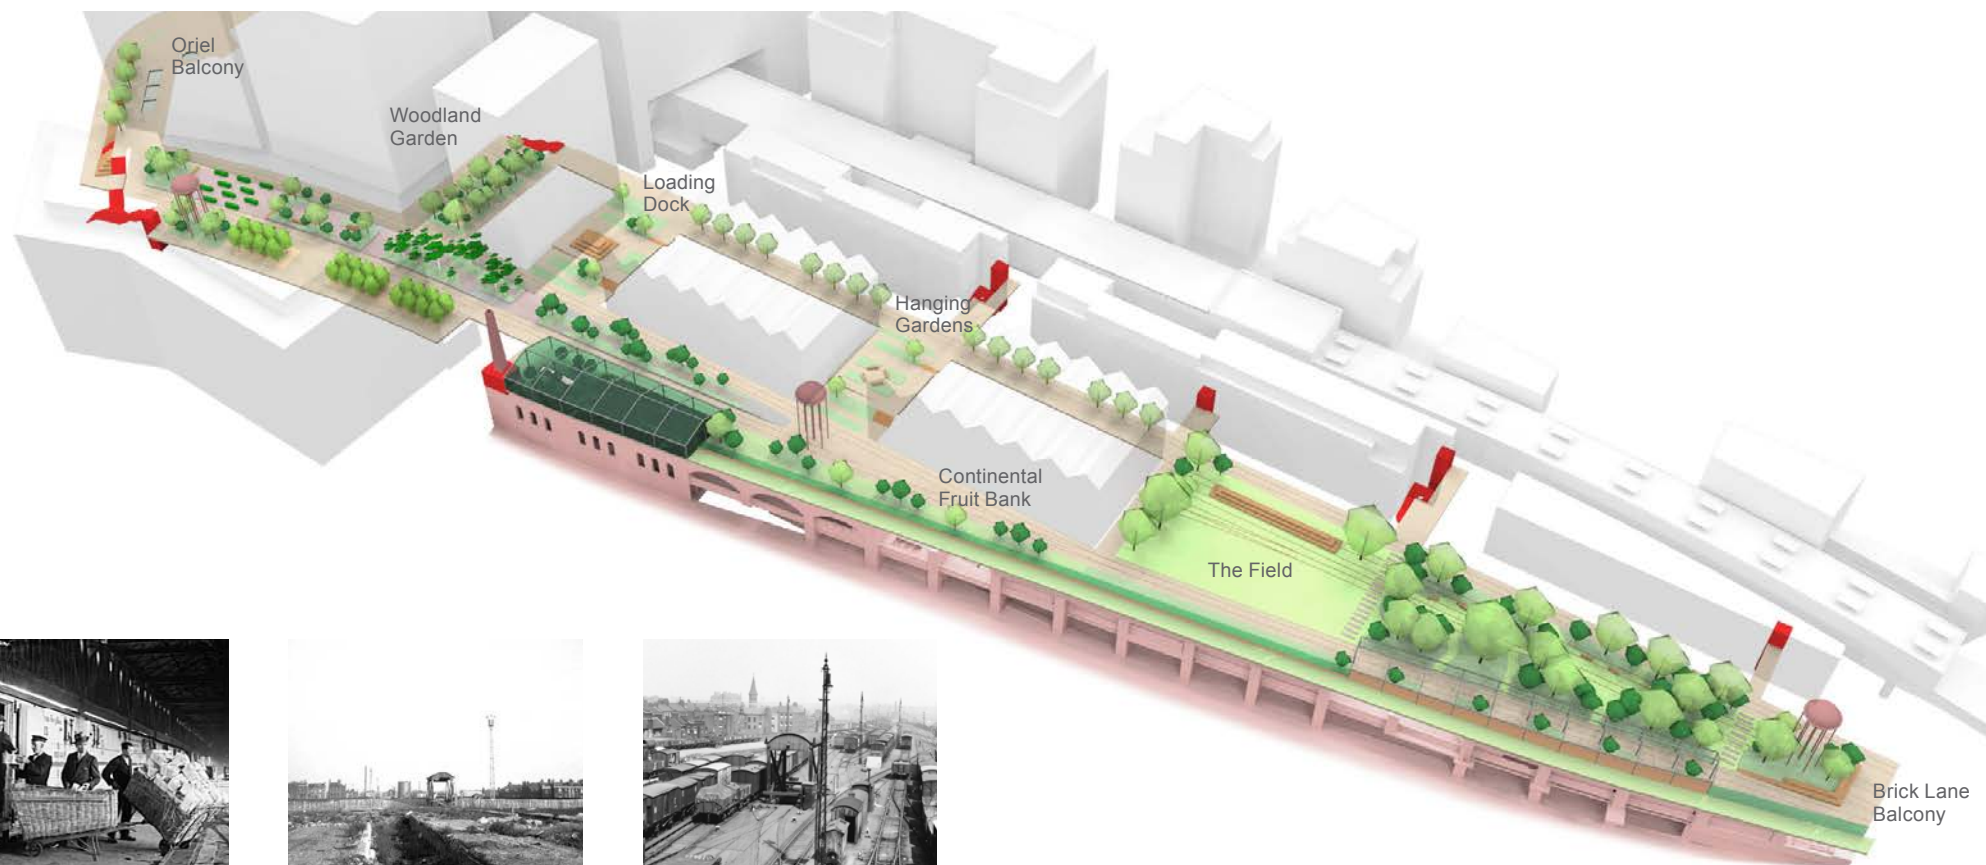 Oriel
Balcony
Woodland
Garden
Loading
Dock
Hanging
Gardens
Continental
Fruit Bank
The Field
Brick Lane
Balcony